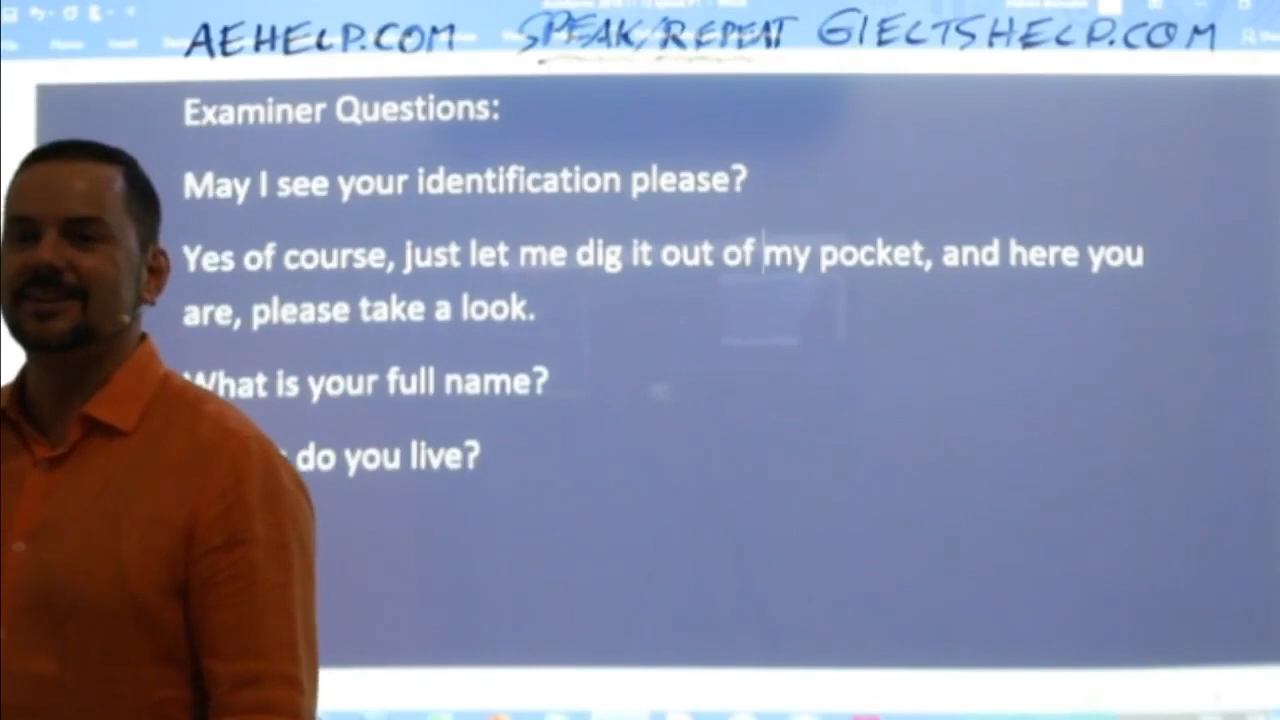 AEHELP.COM SPEAK/REPEAT GIELTSHELP.COM
Examiner Questions:
May I see your identification please?
Yes of course, just let me dig it out of my pocket, and here you
are, please take a look.
What is your full name?
do you live?